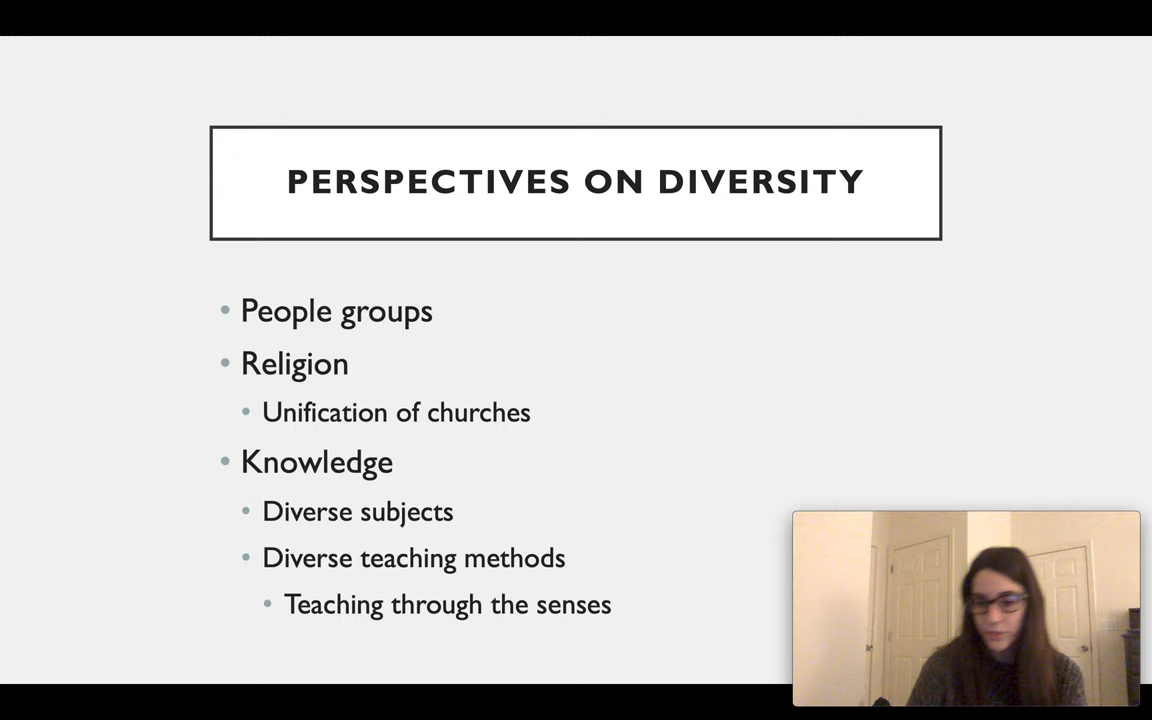 PERSPECTIVES ON DIVERSITY
• People groups
• Religion
• Unification of churches
• Knowledge
• Diverse subjects
• Diverse teaching methods
• Teaching through the senses